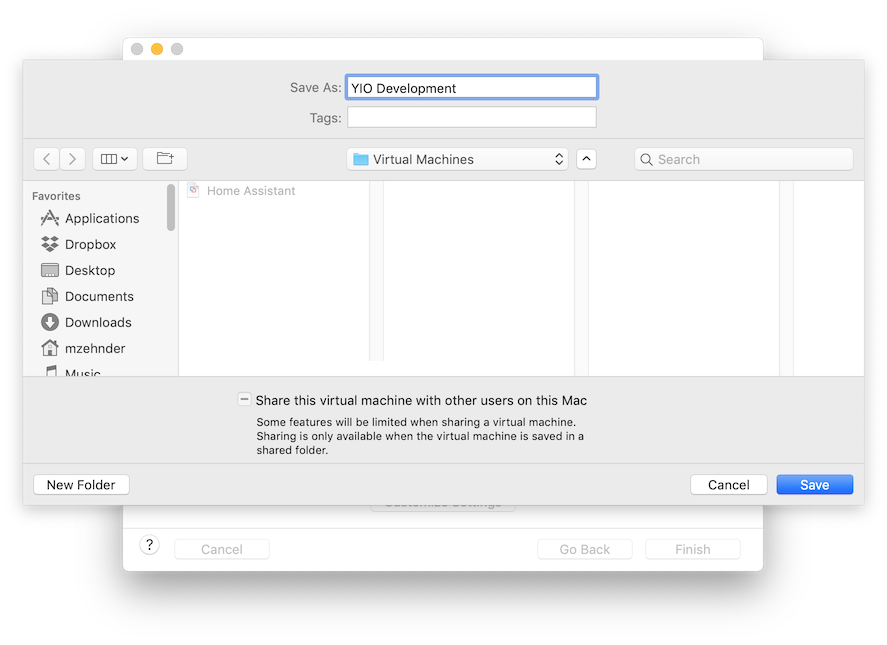 Save As: YIO Development
Tags:
Virtual Machines
Search
Favorites
Applications
Dropbox
Desktop
Documents
Downloads
mzehnder
Music
Home Assistant
Share this virtual machine with other users on this Mac
Some features will be limited when sharing a virtual machine.
Sharing is only available when the virtual machine is saved in a
shared folder.
New Folder
Cancel
Save
Customize Settings
?
Cancel
Go Back
Finish